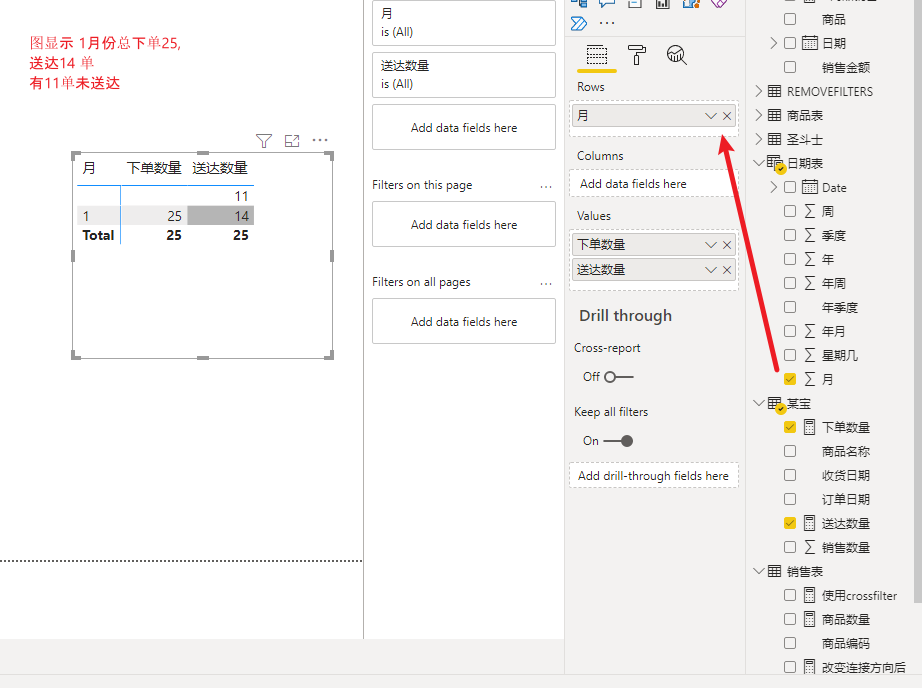 图显示 1月份总下单25,
送达14 单
有11单未送达
月 下单数量 送达数量
11
1 25 14
Total 25 25
月
is (All)
送达数量
is (All)
Add data fields here
Filters on this page
...
Add data fields here
Filters on all pages
...
Add data fields here
Rows
月
Columns
Add data fields here
Values
下单数量
送达数量
Drill through
Cross-report
Off
Keep all filters
On
Add drill-through fields here
商品
日期
销售金额
REMOVEFILTERS
商品表
圣斗士
日期表
Date
周
季度
年
年周
年季度
年月
星期几
月
某宝
下单数量
商品名称
收货日期
订单日期
送达数量
销售数量
销售表
使用crossfilter
商品数量
商品编码
改变连接方向后